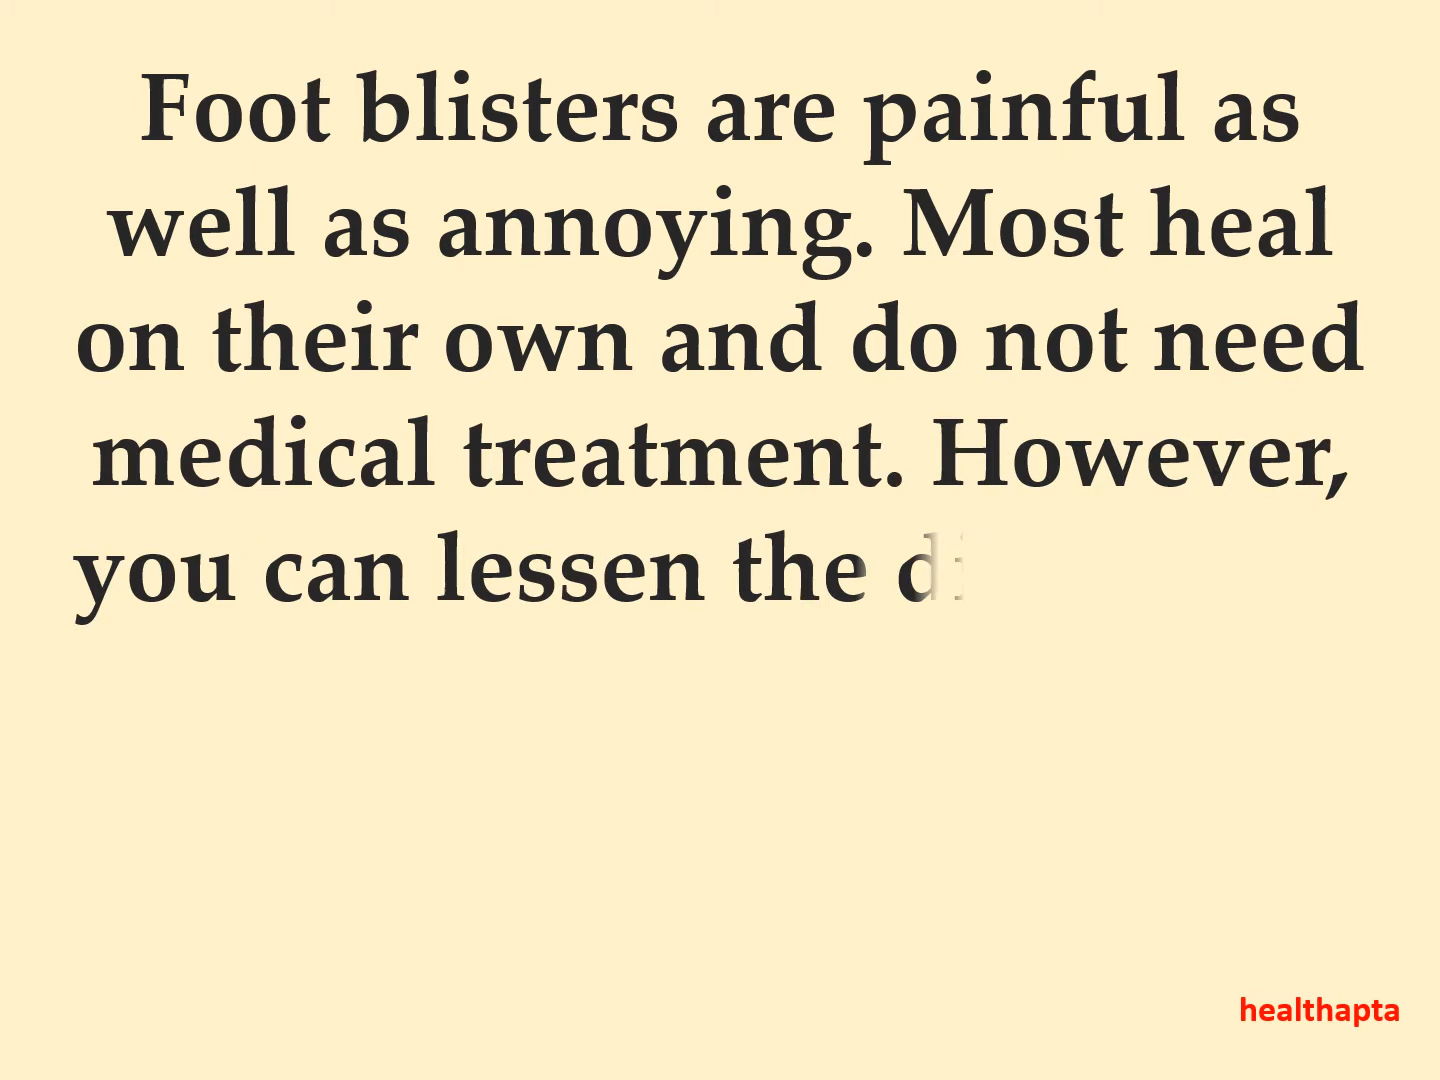 Foot blisters are painful as
well as annoying. Most heal
on their own and do not need
medical treatment. However,
you can lessen the
healthapta